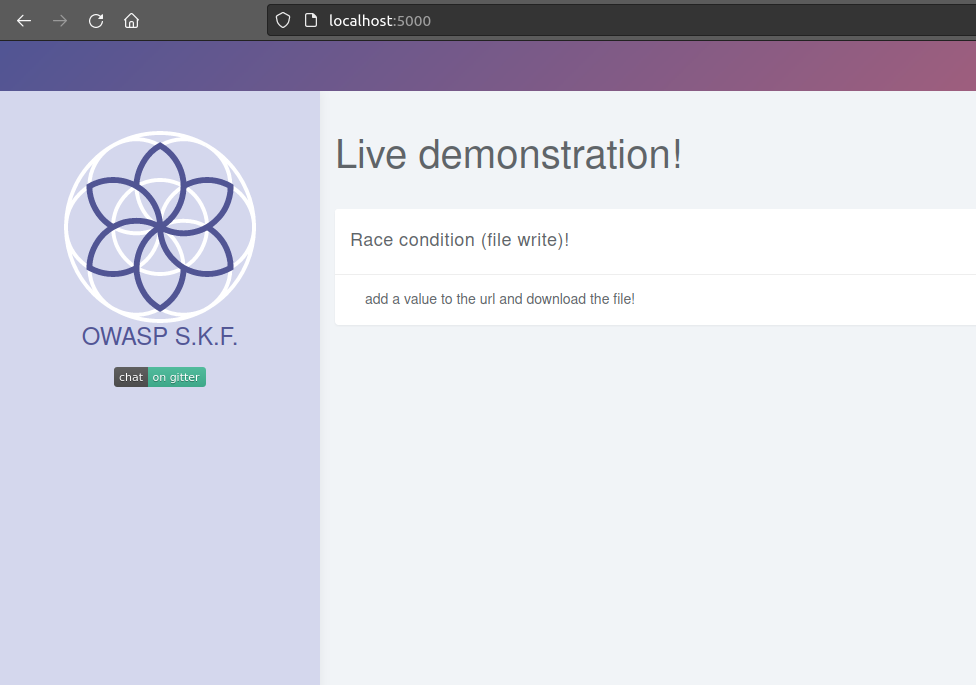 localhost:5000
Live demonstration!
Race condition (file write)!
add a value to the url and download the file!
OWASP S.K.F.
chat on gitter